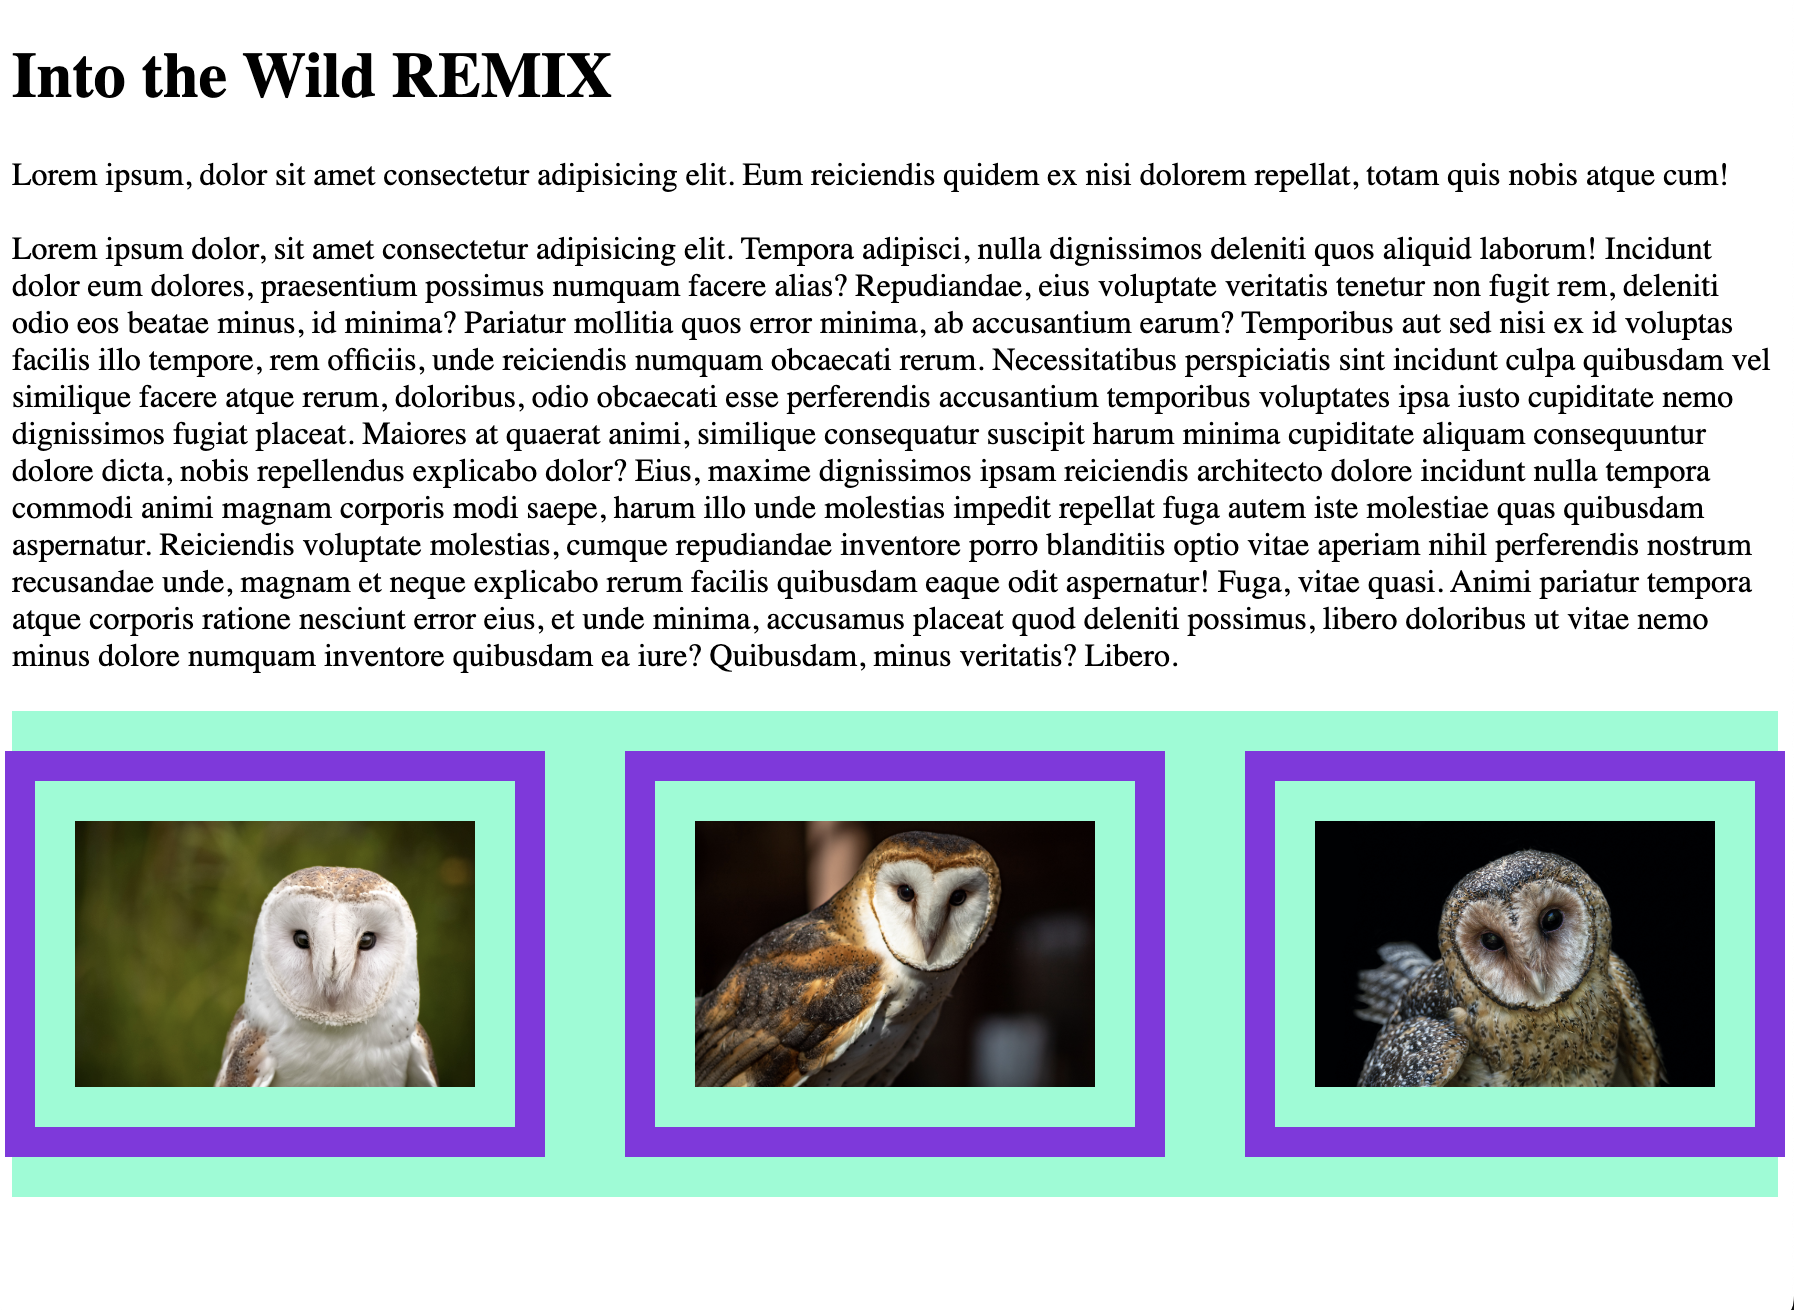 Into the Wild REMIX
Lorem ipsum, dolor sit amet consectetur adipisicing elit. Eum reiciendis quidem ex nisi dolorem repellat, totam quis nobis atque cum!
Lorem ipsum dolor, sit amet consectetur adipisicing elit. Tempora adipisci, nulla dignissimos deleniti quos aliquid laborum! Incidunt
dolor eum dolores, praesentium possimus numquam facere alias? Repudiandae, eius voluptate veritatis tenetur non fugit rem, deleniti
odio eos beatae minus, id minima? Pariatur mollitia quos error minima, ab accusantium earum? Temporibus aut sed nisi ex id voluptas
facilis illo tempore, rem officiis, unde reiciendis numquam obcaecati rerum. Necessitatibus perspiciatis sint incidunt culpa quibusdam vel
similique facere atque rerum, doloribus, odio obcaecati esse perferendis accusantium temporibus voluptates ipsa iusto cupiditate nemo
dignissimos fugiat placeat. Maiores at quaerat animi, similique consequatur suscipit harum minima cupiditate aliquam consequuntur
dolore dicta, nobis repellendus explicabo dolor? Eius, maxime dignissimos ipsam reiciendis architecto dolore incidunt nulla tempora
commodi animi magnam corporis modi saepe, harum illo unde molestias impedit repellat fuga autem iste molestiae quas quibusdam
aspernatur. Reiciendis voluptate molestias, cumque repudiandae inventore porro blanditiis optio vitae aperiam nihil perferendis nostrum
recusandae unde, magnam et neque explicabo rerum facilis quibusdam eaque odit aspernatur! Fuga, vitae quasi. Animi pariatur tempora
atque corporis ratione nesciunt error eius, et unde minima, accusamus placeat quod deleniti possimus, libero doloribus ut vitae nemo
minus dolore numquam inventore quibusdam ea iure? Quibusdam, minus veritatis? Libero.